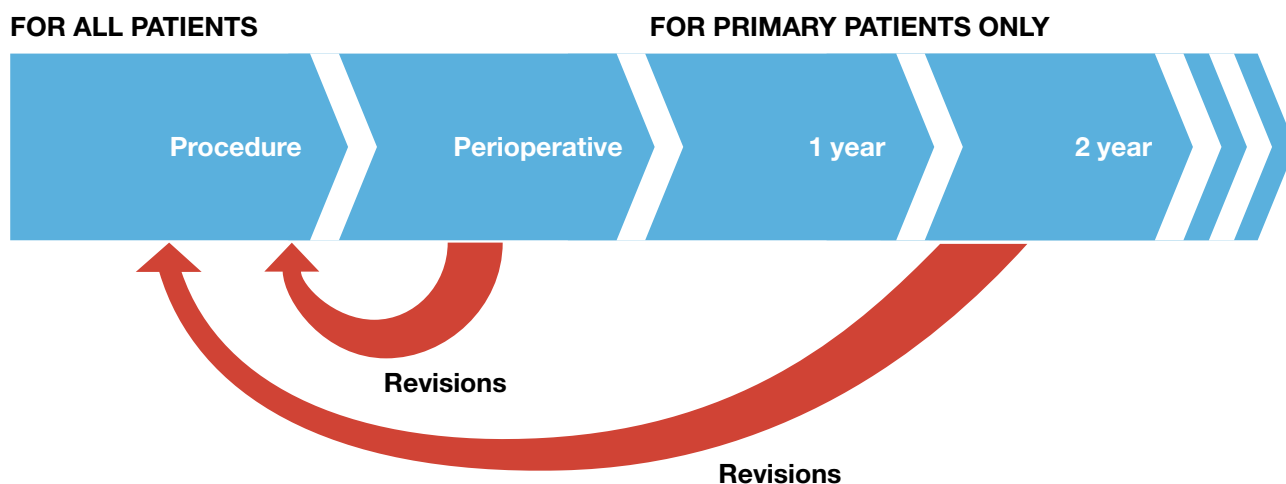 FOR ALL PATIENTS
FOR PRIMARY PATIENTS ONLY
Procedure
Perioperative
1 year
2 year
Revisions
Revisions